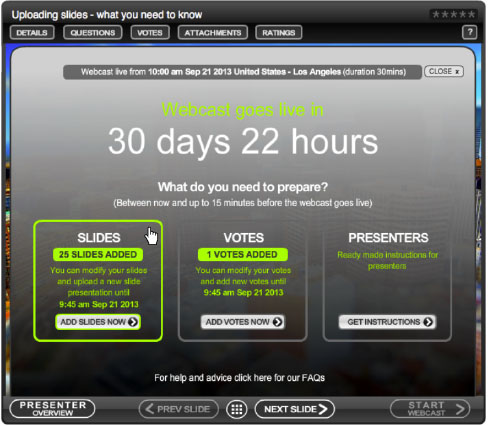 Uploading slides - what you need to know
DETAILS QUESTIONS VOTES ATTACHMENTS RATINGS ?
Webcast live from 10:00 am Sep 21 2013 United States - Los Angeles (duration 30mins) CLOSE x
Webcast goes live in
30 days 22 hours
What do you need to prepare?
(Between now and up to 15 minutes before the webcast goes live)
SLIDES
25 SLIDES ADDED
You can modify your slides
and upload a new slide
presentation until
9:45 am Sep 21 2013
ADD SLIDES NOW
VOTES
1 VOTES ADDED
You can modify your votes
and add new votes until
9:45 am Sep 21 2013
ADD VOTES NOW
PRESENTERS
Ready made instructions for
presenters
GET INSTRUCTIONS
For help and advice click here for our FAQs
PRESENTER
OVERVIEW
PREV SLIDE
NEXT SLIDE
START
WEBCAST